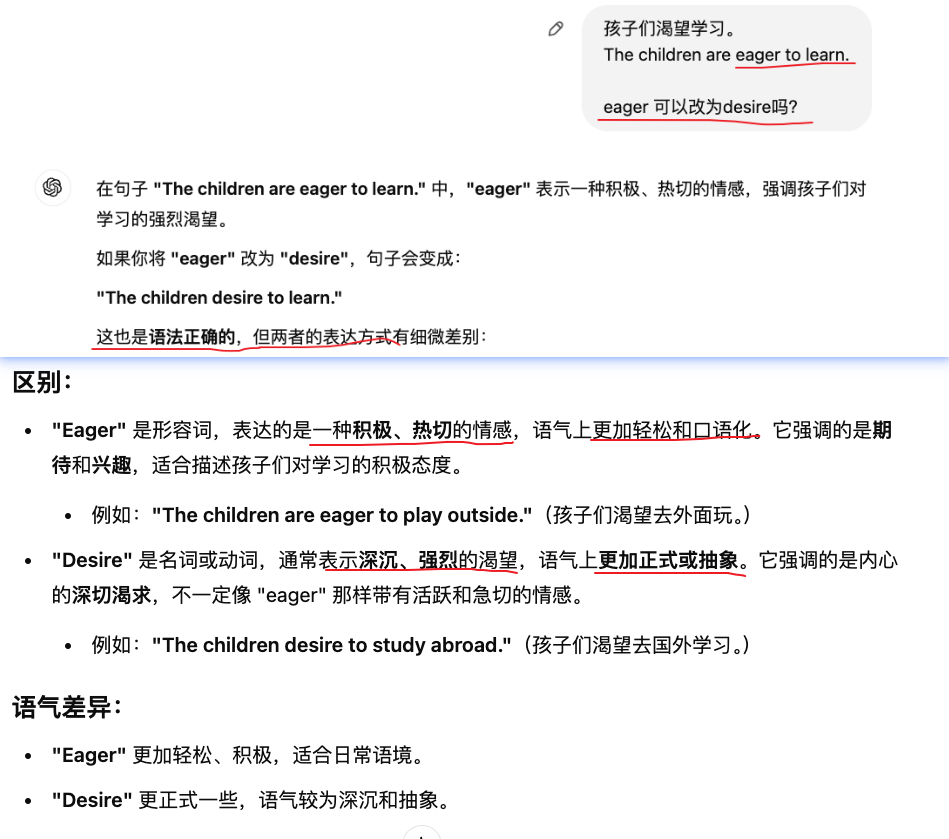 孩子们渴望学习。
The children are eager to learn.
eager 可以改为desire吗?
在句子 "The children are eager to learn." 中，"eager" 表示一种积极、热切的情感，强调孩子们对
学习的强烈渴望。
如果你将 "eager" 改为 "desire"，句子会变成：
"The children desire to learn."
这也是语法正确的，但两者的表达方式有细微差别：
区别：
• "Eager" 是形容词，表达的是一种积极、热切的情感，语气上更加轻松和口语化。它强调的是期
待和兴趣，适合描述孩子们对学习的积极态度。
• 例如："The children are eager to play outside."（孩子们渴望去外面玩。）
• "Desire" 是名词或动词，通常表示深沉、强烈的渴望，语气上更加正式或抽象。它强调的是内心
的深切渴求，不一定像 "eager" 那样带有活跃和急切的情感。
• 例如："The children desire to study abroad."（孩子们渴望去国外学习。）
语气差异：
• "Eager" 更加轻松、积极，适合日常语境。
• "Desire" 更正式一些，语气较为深沉和抽象。